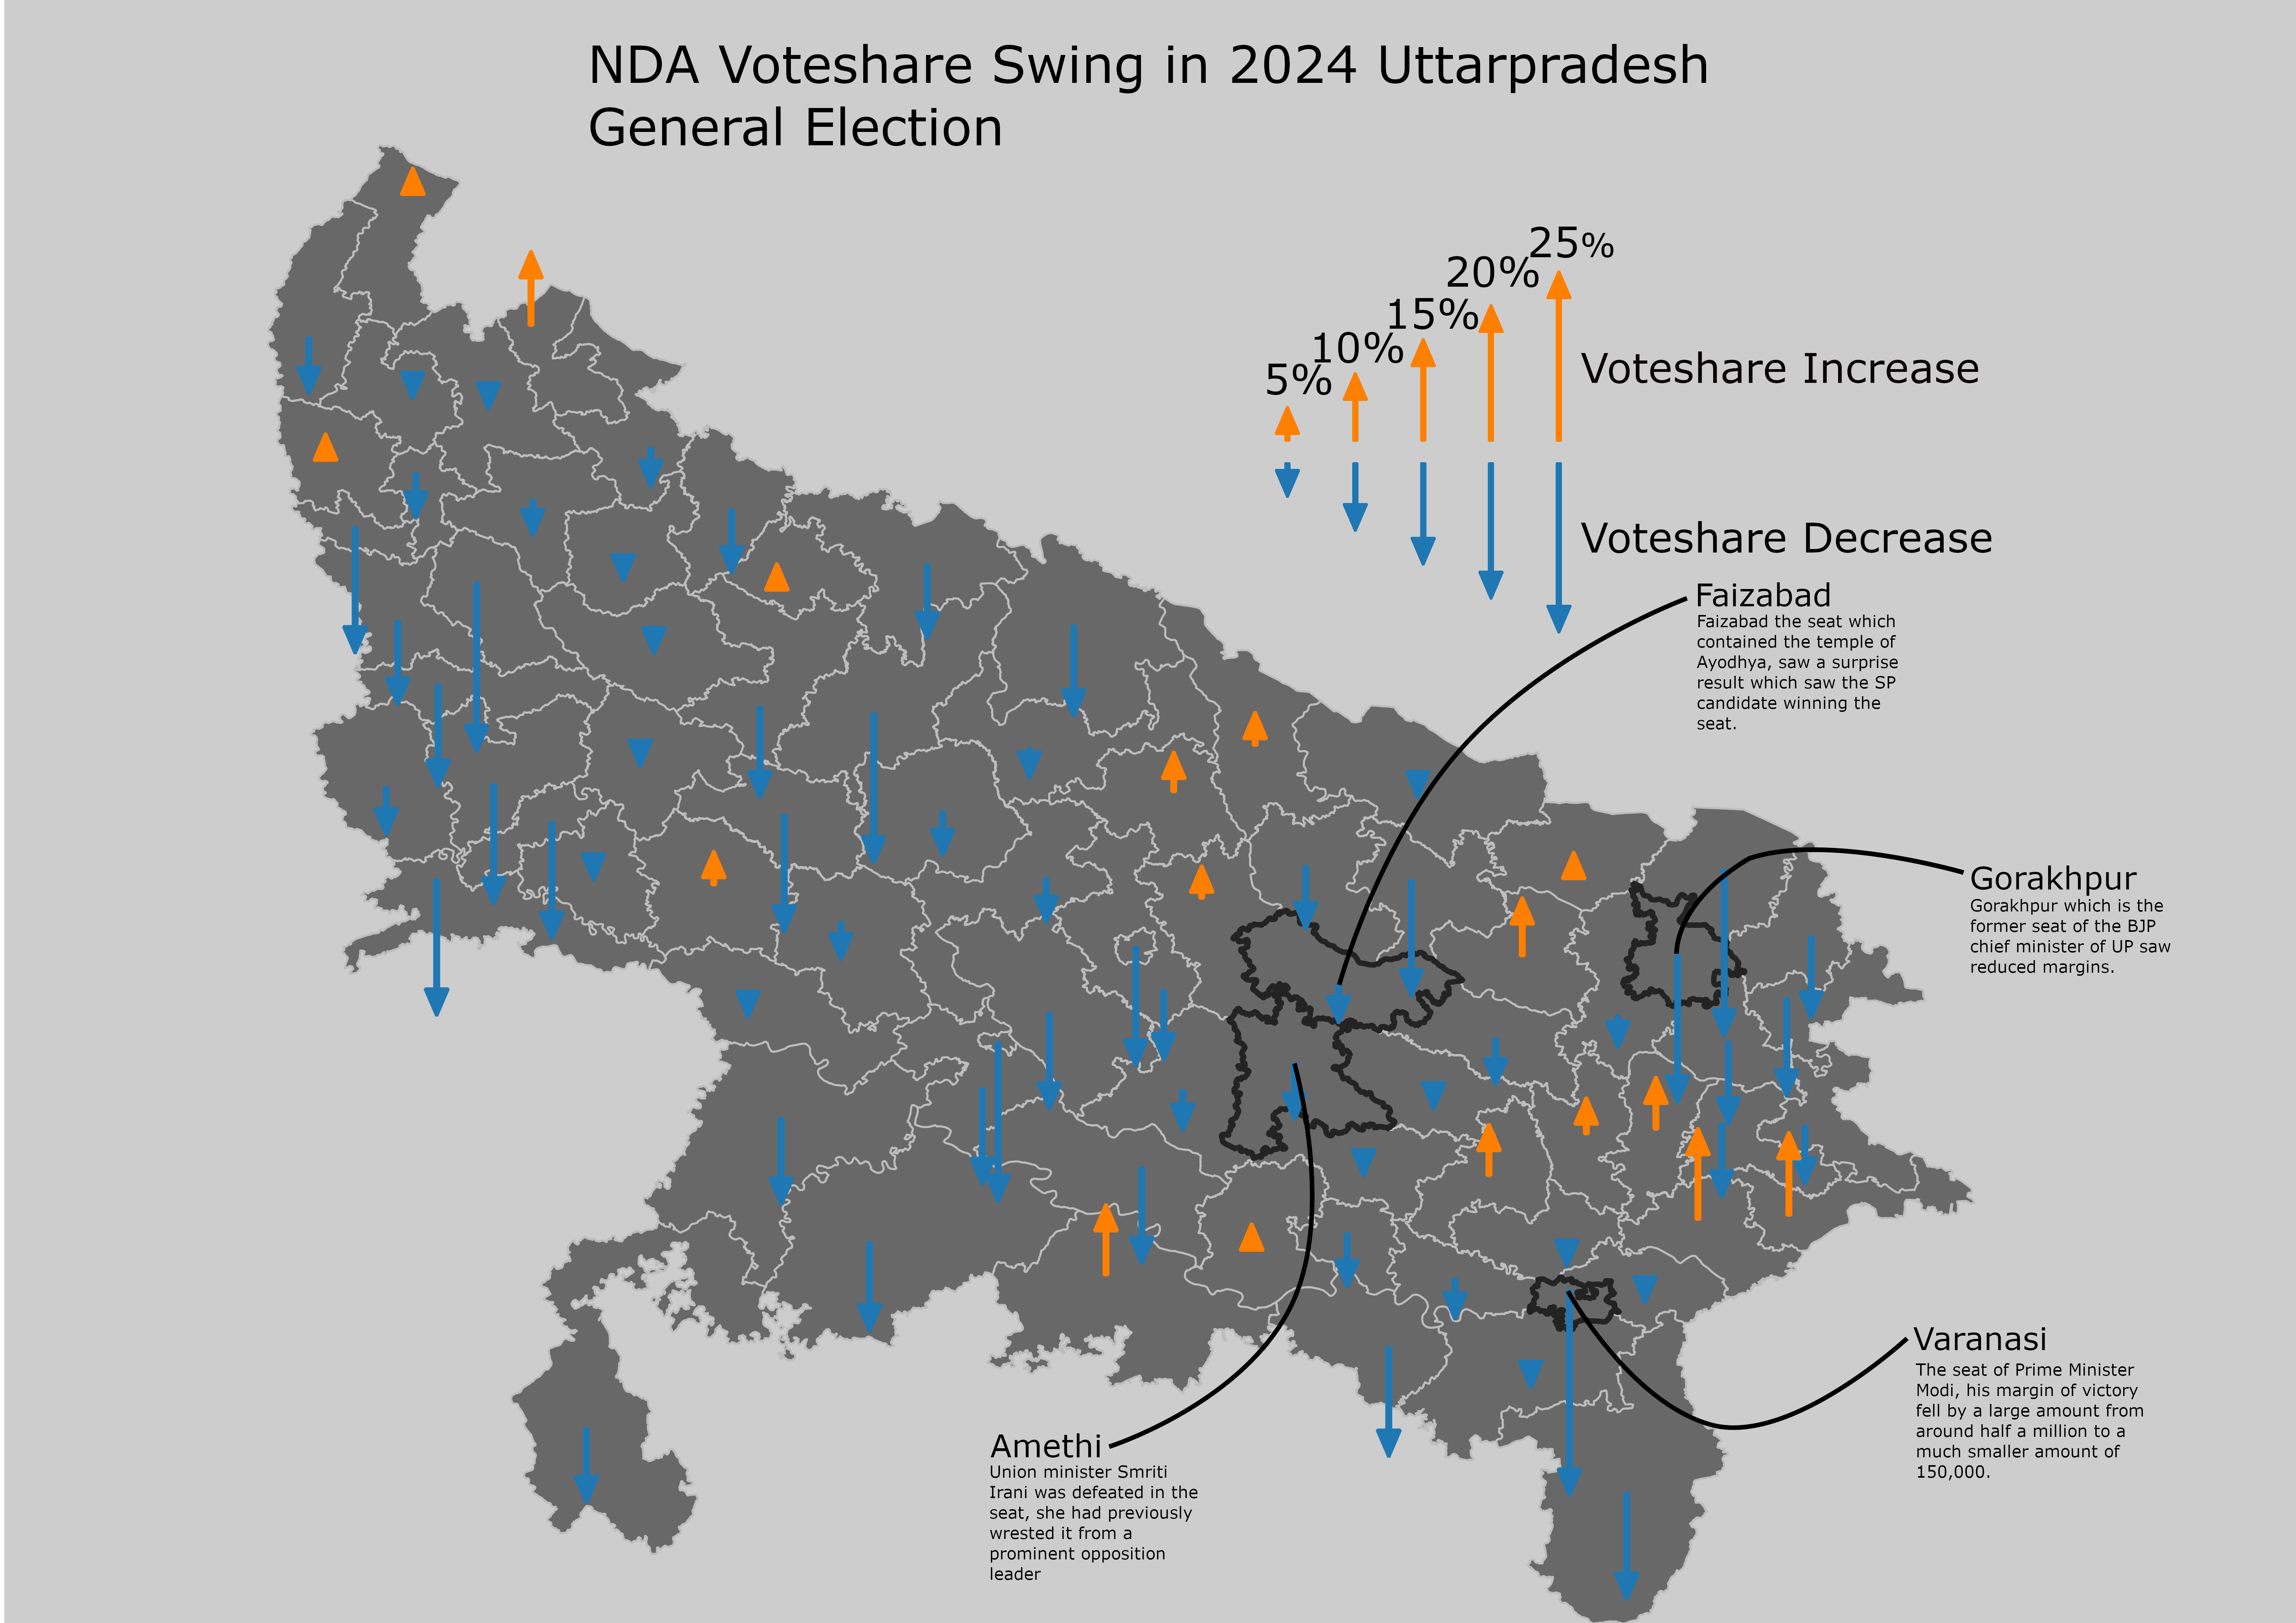 NDA Voteshare Swing in 2024 Uttarpradesh
General Election
25%
20%
15%
10%
5%
Voteshare Increase
Voteshare Decrease
Faizabad
Faizabad the seat which
contained the temple of
Ayodhya, saw a surprise
result which saw the SP
candidate winning the
seat.
Gorakhpur
Gorakhpur which is the
former seat of the BJP
chief minister of UP saw
reduced margins.
Varanasi
The seat of Prime Minister
Modi, his margin of victory
fell by a large amount from
around half a million to a
much smaller amount of
150,000.
Amethi
Union minister Smriti
Irani was defeated in the
seat, she had previously
wrested it from a
prominent opposition
leader